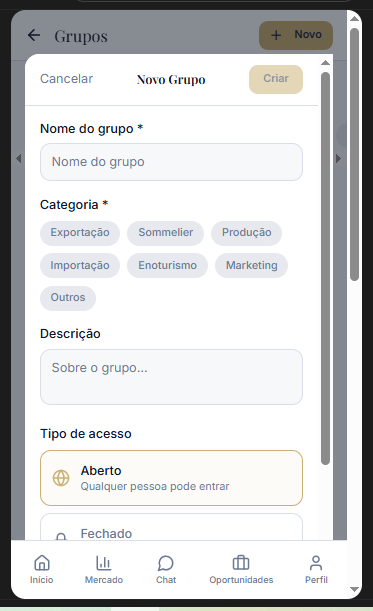 Grupos
Novo
Cancelar
Novo Grupo
Criar
Nome do grupo *
Nome do grupo
Categoria *
Exportação
Sommelier
Produção
Importação
Enoturismo
Marketing
Outros
Descrição
Sobre o grupo...
Tipo de acesso
Aberto
Qualquer pessoa pode entrar
Fechado
Início
Mercado
Chat
Oportunidades
Perfil